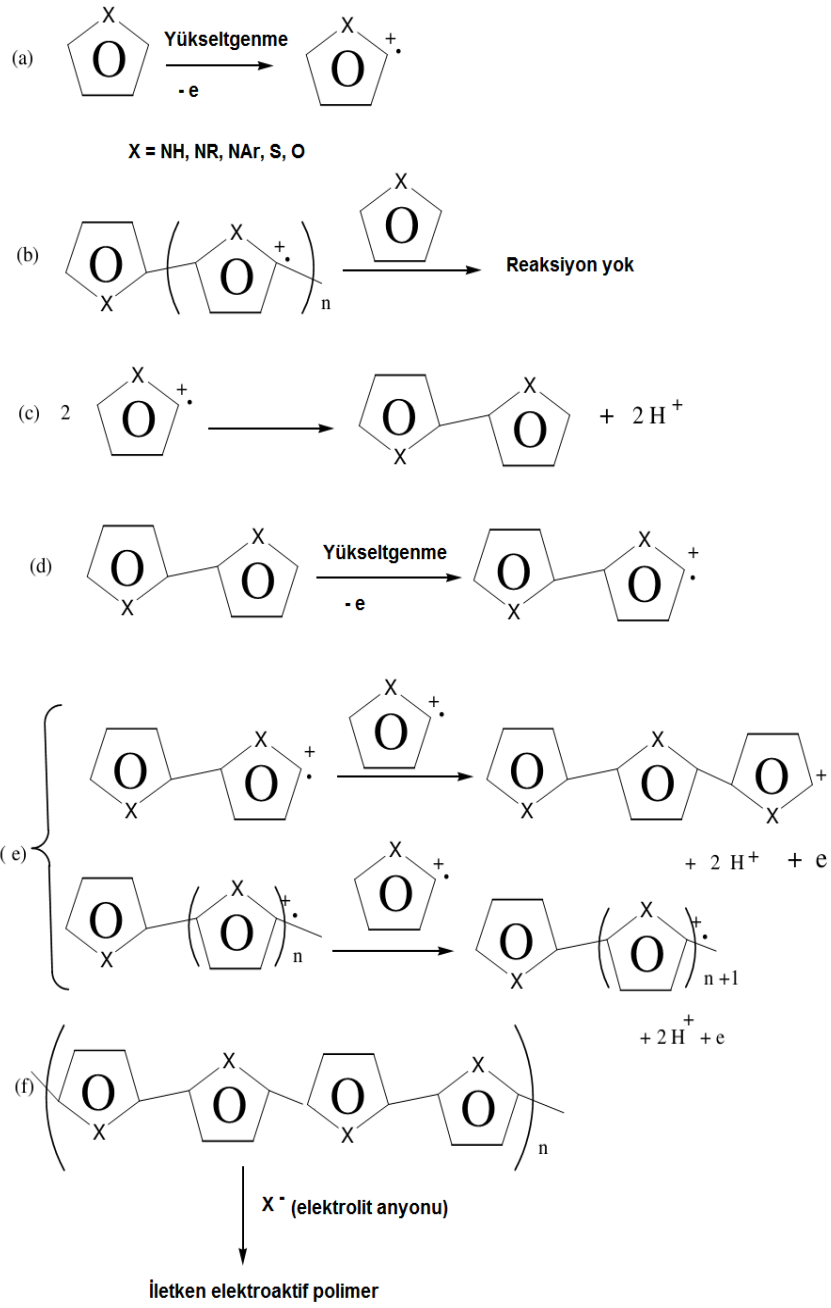 X X
(a) O Yükseltgenme O +.
- e
X = NH, NR, NAr, S, O
X
(b) O X ( X O +. ) n O Reaksiyon yok
X X
(c) 2 O +. O X O + 2 H +
X X
(d) O X O Yükseltgenme O X O + .
- e
X
O +.
X + X
( e) O X O . O X O O X +
+ 2 H+ + e
X
O +.
X X
O X ( O ) +. n O X ( O ) +. n +1
+ 2 H + + e
X X
(f) ( O X O O X O ) n
X - (elektrolit anyonu)
İletken elektroaktif polimer